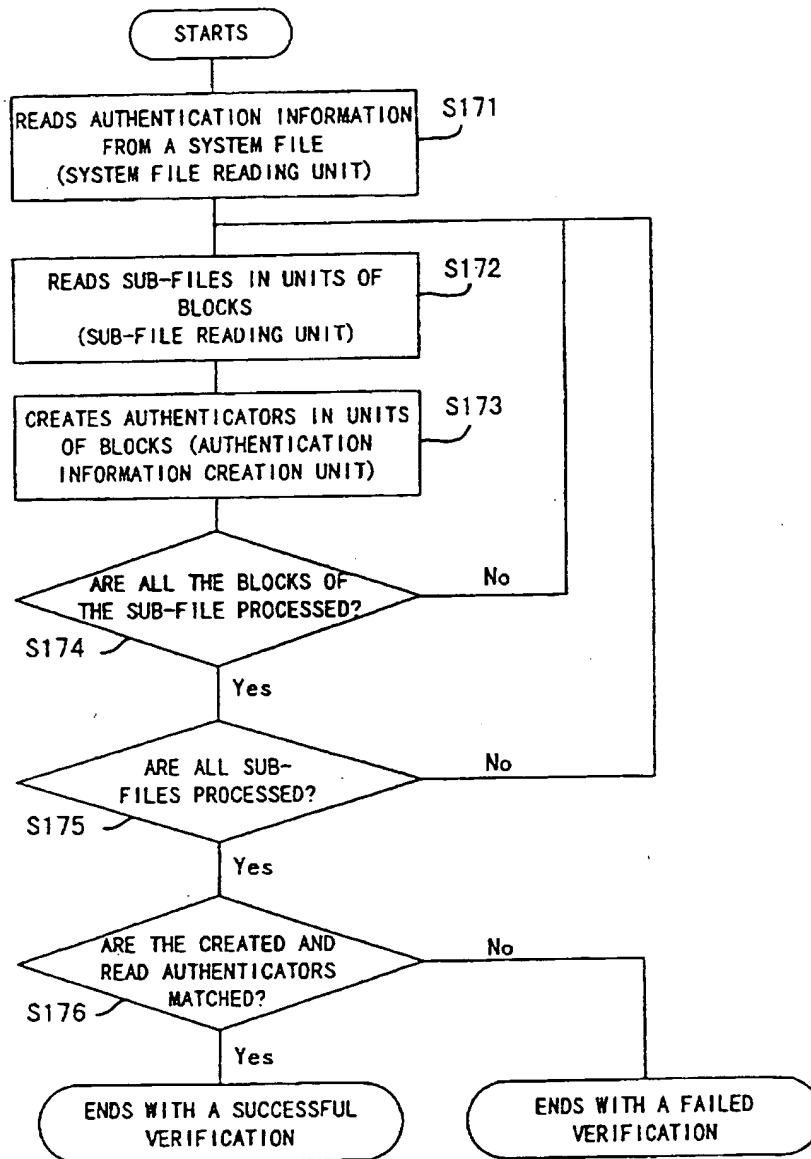 STARTS
READS AUTHENTICATION INFORMATION
FROM A SYSTEM FILE
(SYSTEM FILE READING UNIT)
S171
READS SUB-FILES IN UNITS OF
BLOCKS
(SUB-FILE READING UNIT)
S172
CREATES AUTHENTICATORS IN UNITS
OF BLOCKS (AUTHENTICATION
INFORMATION CREATION UNIT)
S173
ARE ALL THE BLOCKS OF
THE SUB-FILE PROCESSED?
No
S174
Yes
ARE ALL SUB-
FILES PROCESSED?
No
S175
Yes
ARE THE CREATED AND
READ AUTHENTICATORS
MATCHED?
No
S176
Yes
ENDS WITH A SUCCESSFUL
VERIFICATION
ENDS WITH A FAILED
VERIFICATION